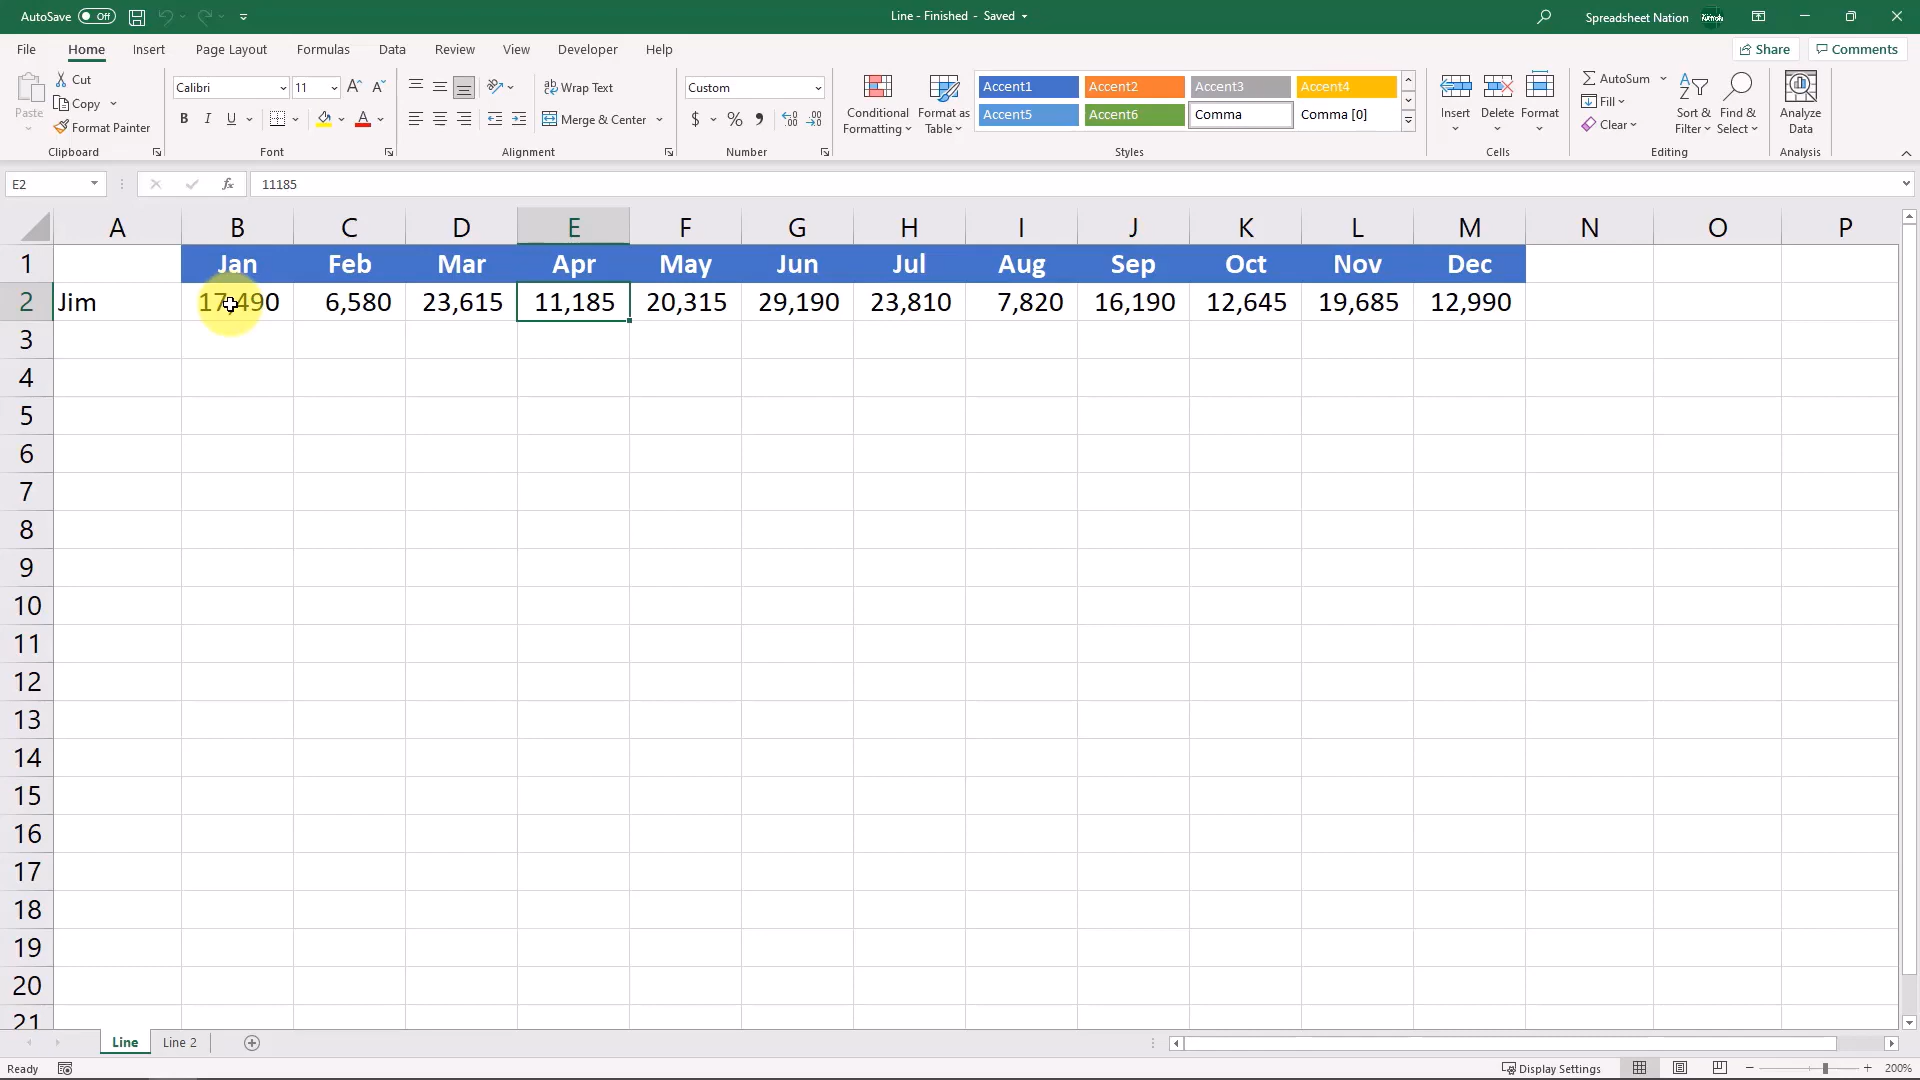 AutoSave Off
Line - Finished - Saved
Spreadsheet Nation
File Home Insert Page Layout Formulas Data Review View Developer Help
Share Comments
Paste
Cut
Copy
Format Painter
Clipboard
Calibri 11
B I U
Font
Wrap Text
Merge & Center
Alignment
Custom
$ % ,
Number
Conditional Formatting
Format as Table
Accent1 Accent2 Accent3 Accent4
Accent5 Accent6 Comma Comma [0]
Styles
Insert Delete Format
Cells
AutoSum
Fill
Clear
Sort & Filter
Find & Select
Editing
Analyze Data
Analysis
E2 fx 11185
A B C D E F G H I J K L M N O P
1 Jan Feb Mar Apr May Jun Jul Aug Sep Oct Nov Dec
2 Jim 17,490 6,580 23,615 11,185 20,315 29,190 23,810 7,820 16,190 12,645 19,685 12,990
3
4
5
6
7
8
9
10
11
12
13
14
15
16
17
18
19
20
21
Line Line 2
Ready
Display Settings
200%